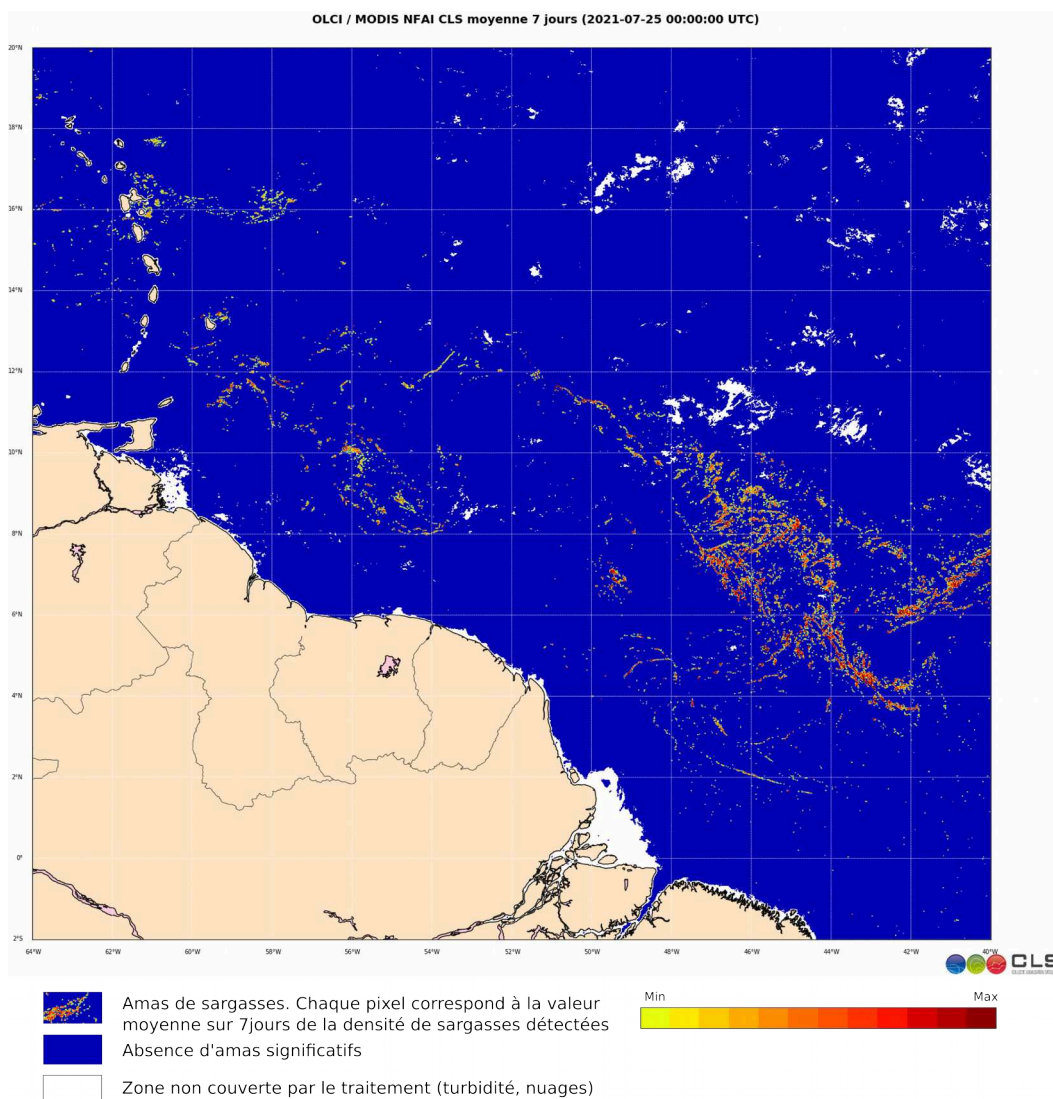 OLCI / MODIS NFAI CLS moyenne 7 jours (2021-07-25 00:00:00 UTC)
20°N
18°N
16°N
14°N
12°N
10°N
8°N
6°N
4°N
2°N
0°
2°S
64°W 62°W 60°W 58°W 56°W 54°W 52°W 50°W 48°W 46°W 44°W 42°W 40°W
CLS
Amas de sargasses. Chaque pixel correspond à la valeur
moyenne sur 7jours de la densité de sargasses détectées
Min Max
Absence d'amas significatifs
Zone non couverte par le traitement (turbidité, nuages)